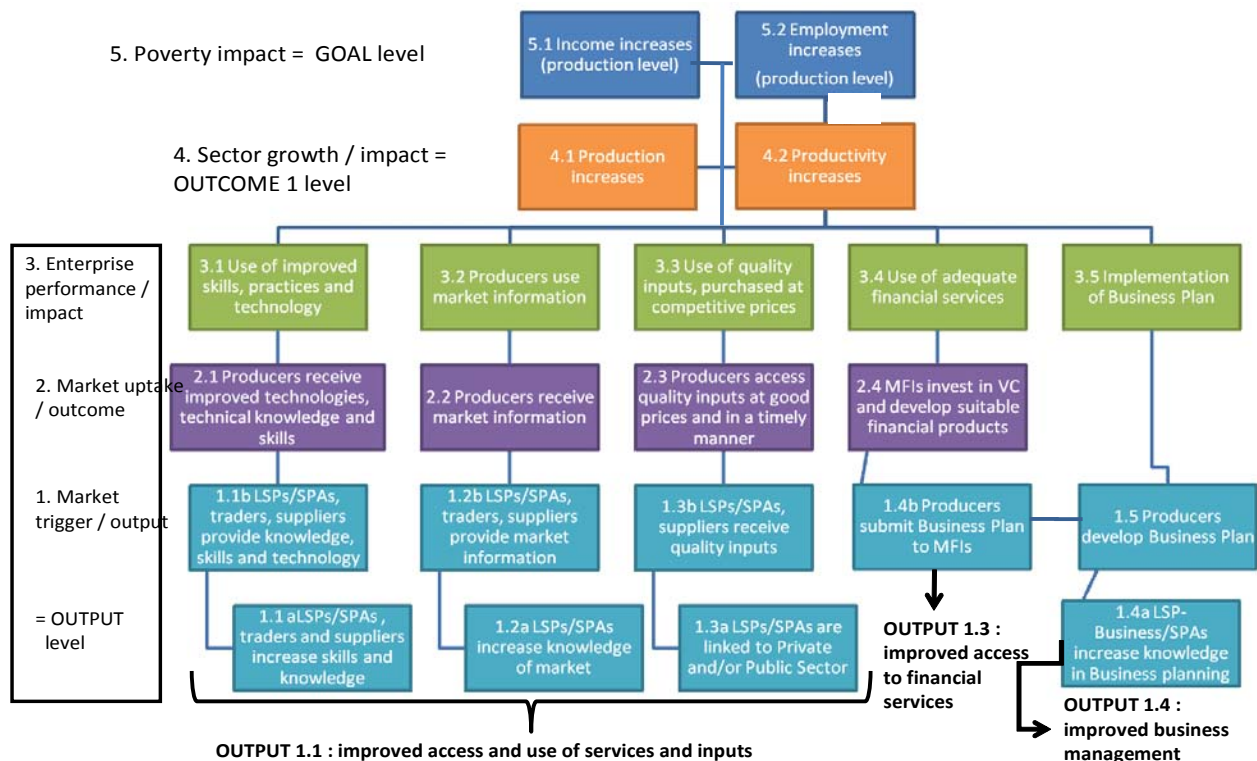 5. Poverty impact = GOAL level
5.1 Income increases
(production level)
5.2 Employment
increases
(production level)
4. Sector growth / impact =
OUTCOME 1 level
4.1 Production
increases
4.2 Productivity
increases
3. Enterprise
performance /
impact
3.1 Use of improved
skills, practices and
technology
3.2 Producers use
market information
3.3 Use of quality
inputs, purchased at
competitive prices
3.4 Use of adequate
financial services
3.5 Implementation
of Business Plan
2. Market uptake
/ outcome
2.1 Producers receive
improved technologies,
technical knowledge and
skills
2.2 Producers receive
market information
2.3 Producers access
quality inputs at good
prices and in a timely
manner
2.4 MFIs invest in VC
and develop suitable
financial products
1. Market
trigger / output
1.1b LSPs/SPAs,
traders, suppliers
provide knowledge,
skills and technology
1.2b LSPs/SPAs,
traders, suppliers
provide market
information
1.3b LSPs/SPAs,
suppliers receive
quality inputs
1.4b Producers
submit Business Plan
to MFIs
1.5 Producers
develop Business Plan
= OUTPUT
level
1.1 aLSPs/SPAs ,
traders and suppliers
increase skills and
knowledge
1.2a LSPs/SPAs
increase knowledge
of market
1.3a LSPs/SPAs are
linked to Private
and/or Public Sector
OUTPUT 1.3 :
improved access
to financial
services
1.4a LSP-
Business/SPAs
increase knowledge
in Business planning
OUTPUT 1.4 :
improved business
management
OUTPUT 1.1 : improved access and use of services and inputs